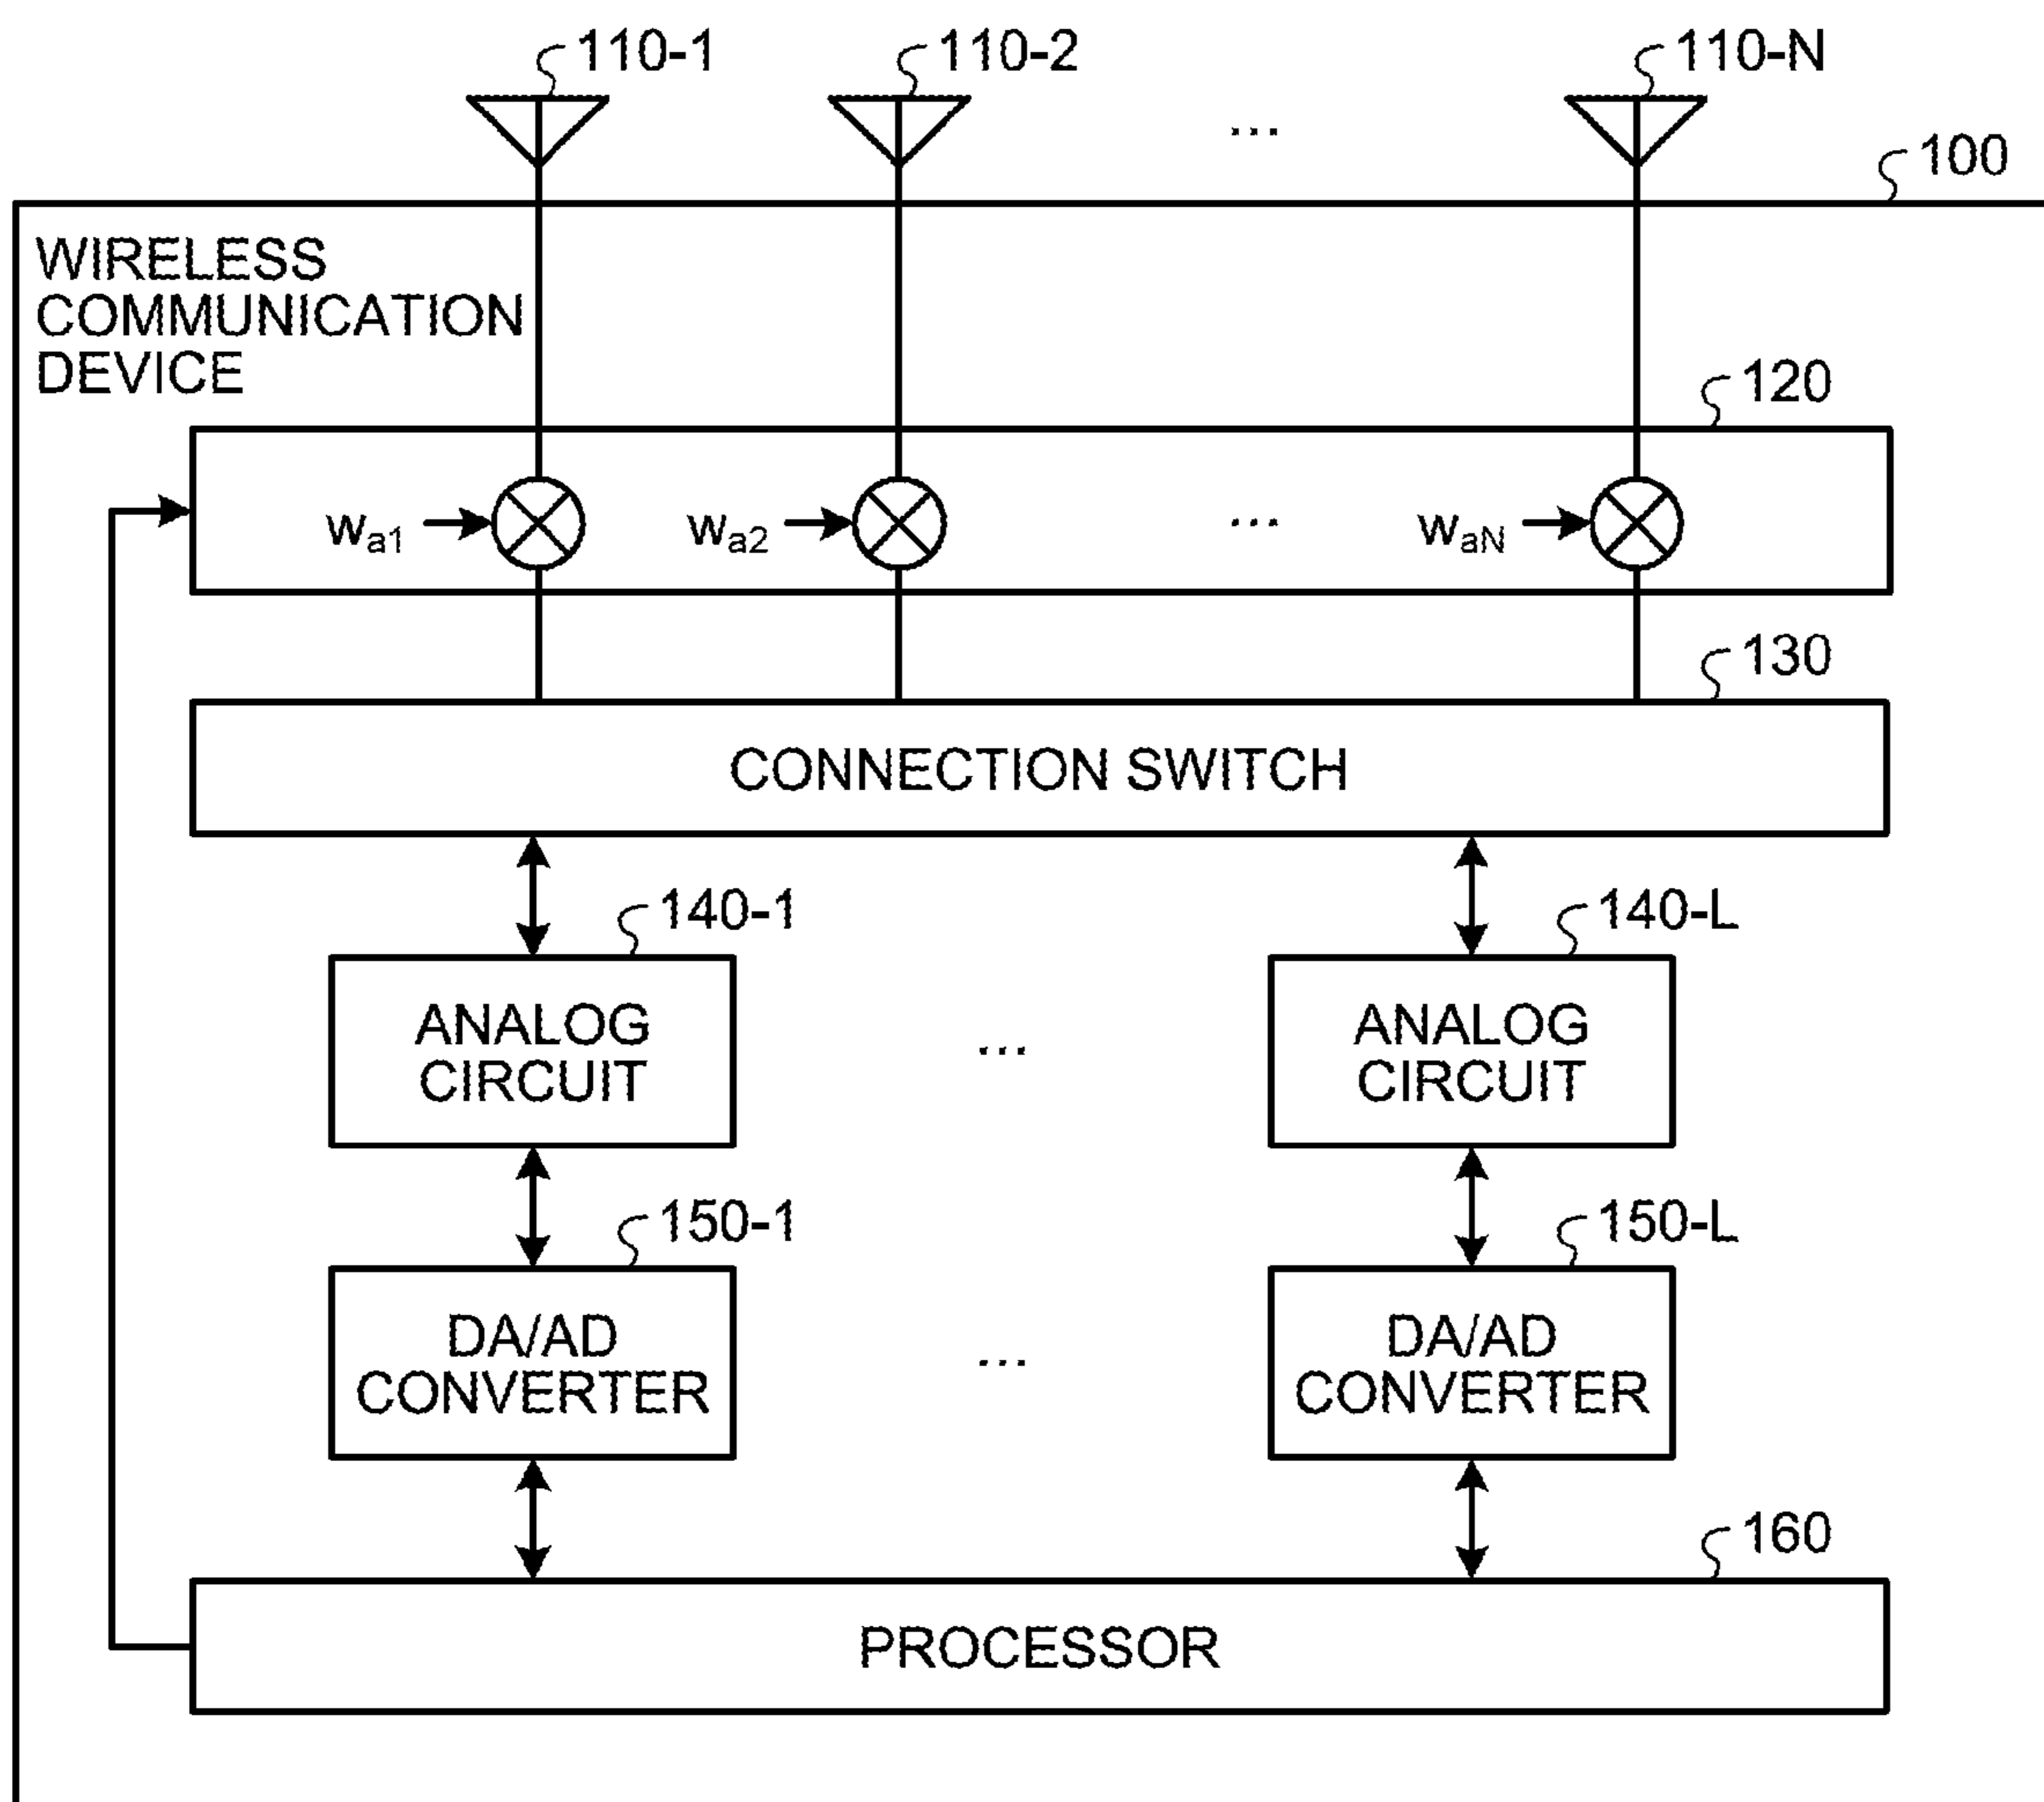 110-1 110-2 ... 110-N
100
WIRELESS
COMMUNICATION
DEVICE
120
wa1 wa2 ... waN
130
CONNECTION SWITCH
140-1 140-L
ANALOG
CIRCUIT
...
ANALOG
CIRCUIT
150-1 150-L
DA/AD
CONVERTER
...
DA/AD
CONVERTER
160
PROCESSOR